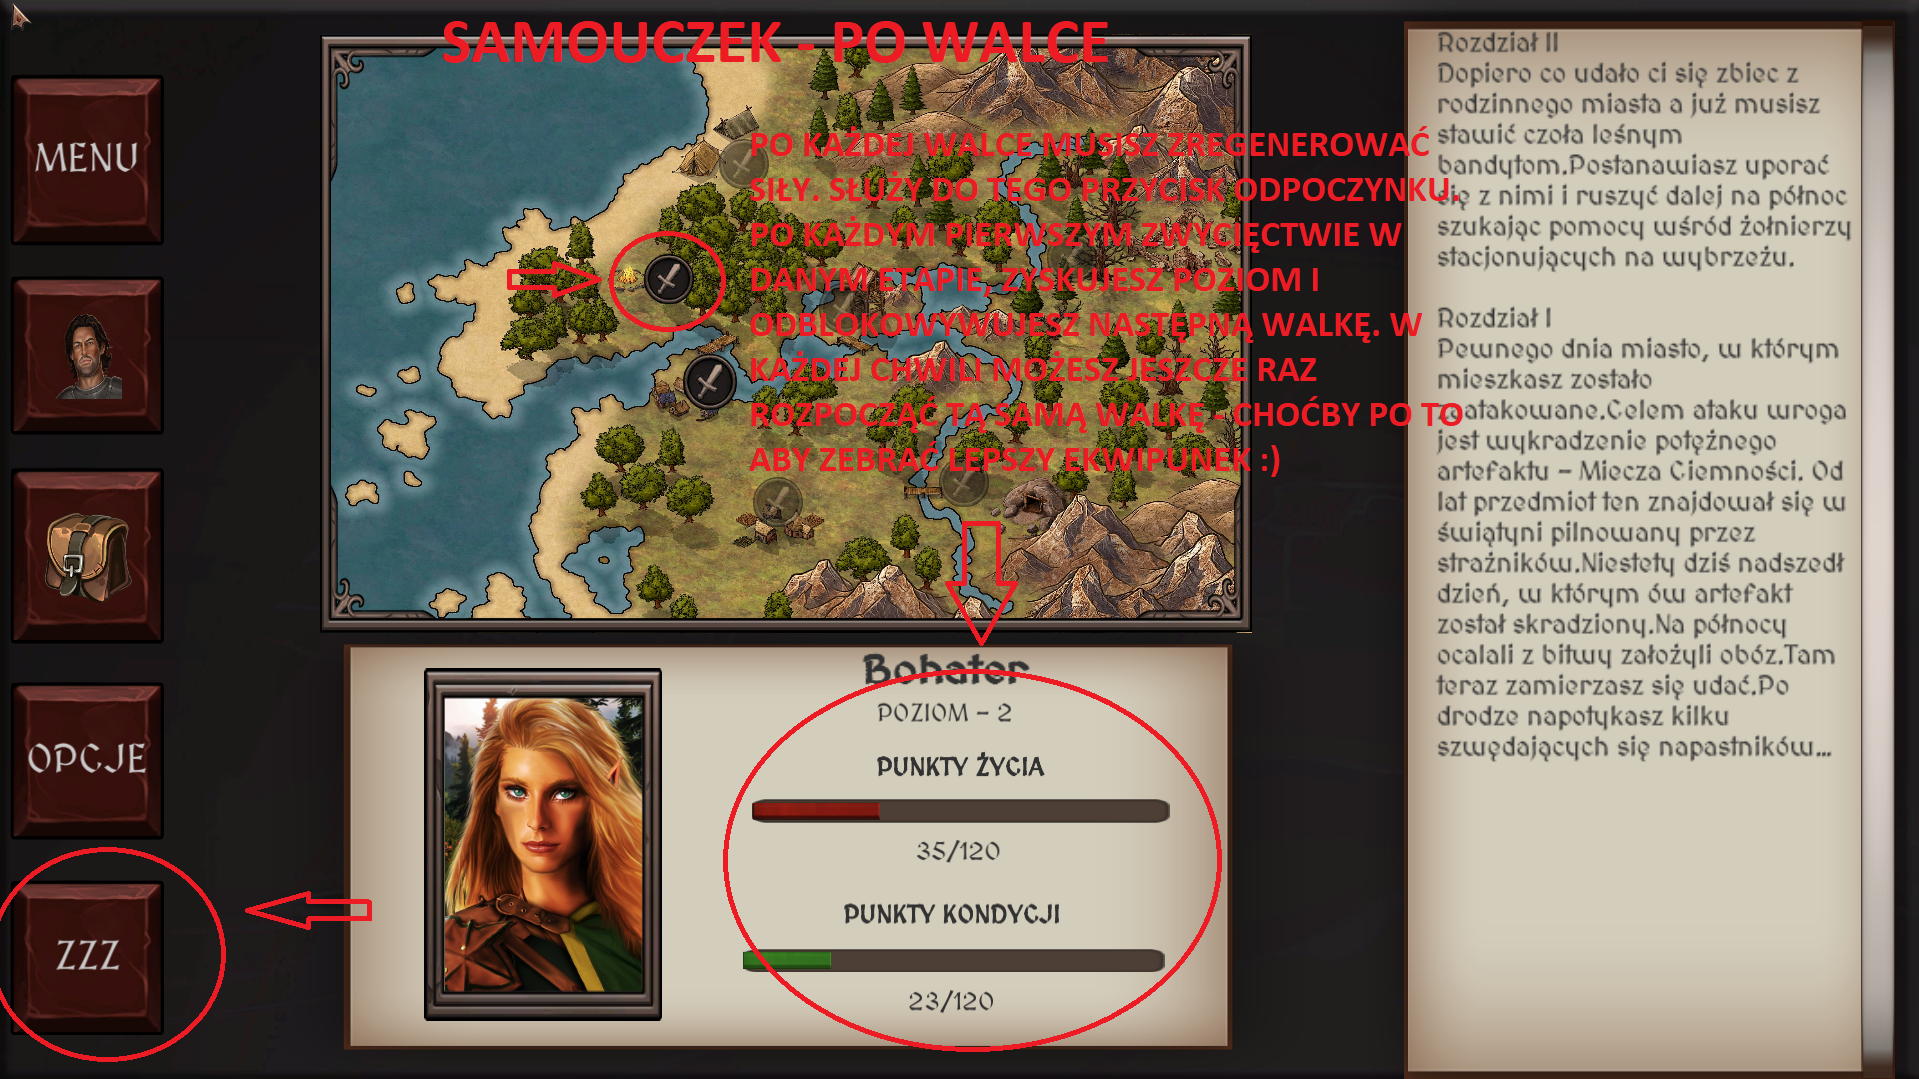 SAMOUCZEK - PO WALCE
MENU
OPCJE
ZZZ
PO KAŻDEJ WALCE MUSISZ ZREGENEROWAĆ
SIŁY. SŁUŻY DO TEGO PRZYCISK ODPOCZYNKU.
PO KAŻDYM PIERWSZYM ZWYCIĘCTWIE W
DANYM ETAPIE, ZYSKUJESZ POZIOM I
ODBLOKOWYWUJESZ NASTĘPNĄ WALKĘ. W
KAŻDEJ CHWILI MOŻESZ JESZCZE RAZ
ROZPOCZĄĆ TĄ SAMĄ WALKĘ - CHOĆBY PO TO
ABY ZEBRAĆ LEPSZY EKWIPUNEK :)
Bohater
POZIOM - 2
PUNKTY ŻYCIA
35/120
PUNKTY KONDYCJI
23/120
Rozdział II
Dopiero co udało ci się zbiec z
rodzinnego miasta a już musisz
stawić czoła leśnym
bandytom.Postanawiasz uporać
się z nimi i ruszyć dalej na północ
szukając pomocy wśród żołnierzy
stacjonujących na wybrzeżu.
Rozdział I
Pewnego dnia miasto, w którym
mieszkasz zostało
zaatakowane.Celem ataku wroga
jest wykradzenie potężnego
artefaktu - Miecza Ciemności. Od
lat przedmiot ten znajdował się w
świątyni pilnowany przez
strażników.Niestety dziś nadszedł
dzień, w którym ów artefakt
został skradziony.Na północy
ocalali z bitwy założyli obóz.Tam
teraz zamierzasz się udać.Po
drodze napotykasz kilku
szwędających się napastników...